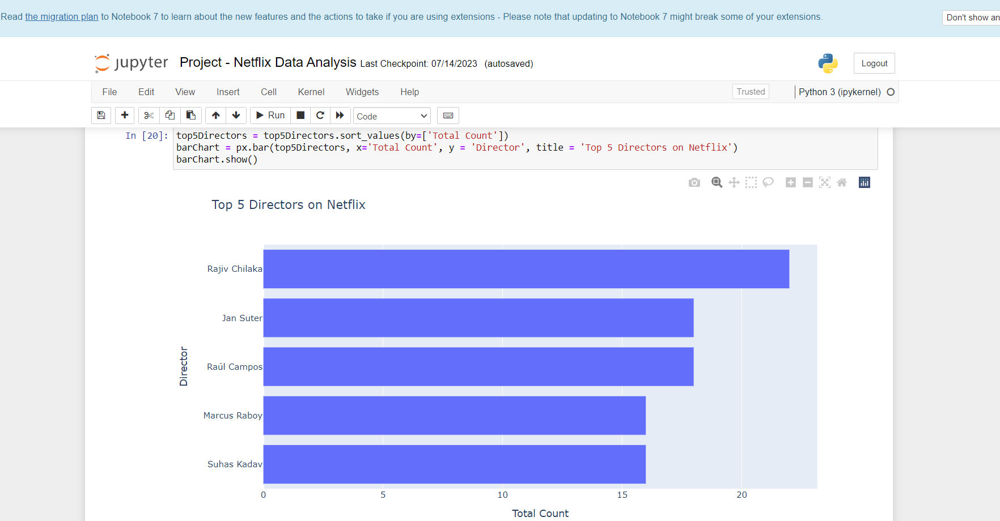 Read the migration plan to Notebook 7 to learn about the new features and the actions to take if you are using extensions - Please note that updating to Notebook 7 might break some of your extensions.
Don't show an
jupyter Project - Netflix Data Analysis Last Checkpoint: 07/14/2023 (autosaved)
Logout
File Edit View Insert Cell Kernel Widgets Help
Trusted
Python 3 (ipykernel)
Run
Code
In [20]: top5Directors = top5Directors.sort_values(by=['Total Count'])
barChart = px.bar(top5Directors, x='Total Count', y = 'Director', title = 'Top 5 Directors on Netflix')
barChart.show()
Top 5 Directors on Netflix
Rajiv Chilaka
Jan Suter
Raúl Campos
Marcus Raboy
Suhas Kadav
Director
0 5 10 15 20
Total Count